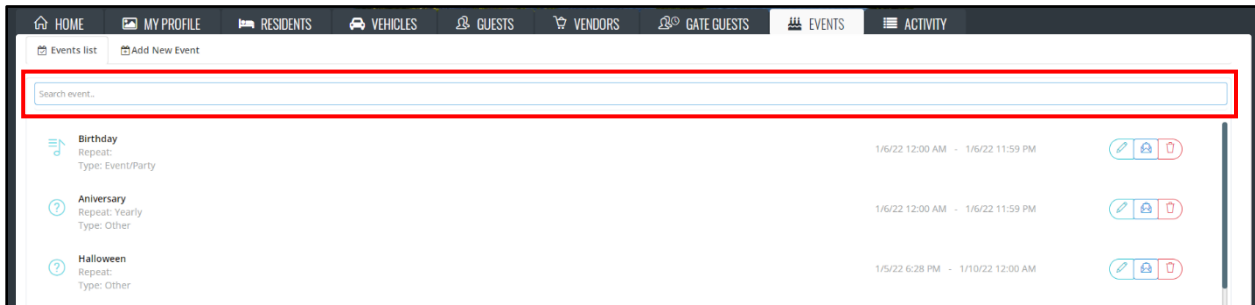 HOME MY PROFILE RESIDENTS VEHICLES GUESTS VENDORS GATE GUESTS EVENTS ACTIVITY
Events list Add New Event
Search event..
Birthday
Repeat:
Type: Event/Party
1/6/22 12:00 AM - 1/6/22 11:59 PM
Aniversary
Repeat: Yearly
Type: Other
1/6/22 12:00 AM - 1/6/22 11:59 PM
Halloween
Repeat:
Type: Other
1/5/22 6:28 PM - 1/10/22 12:00 AM